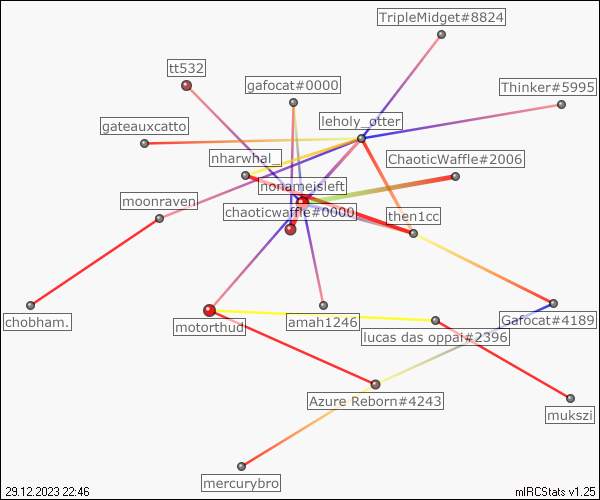 TripleMidget#8824
tt532
gafocat#0000
Thinker#5995
leholy_otter
gateauxcatto
nharwhal_
ChaoticWaffle#2006
nonameisleft
moonraven
chaoticwaffle#0000
then1cc
chobham.
motorthud
amah1246
Gafocat#4189
lucas das oppai#2396
Azure Reborn#4243
mukszi
mercurybro
29.12.2023 22:46
mIRCStats v1.25